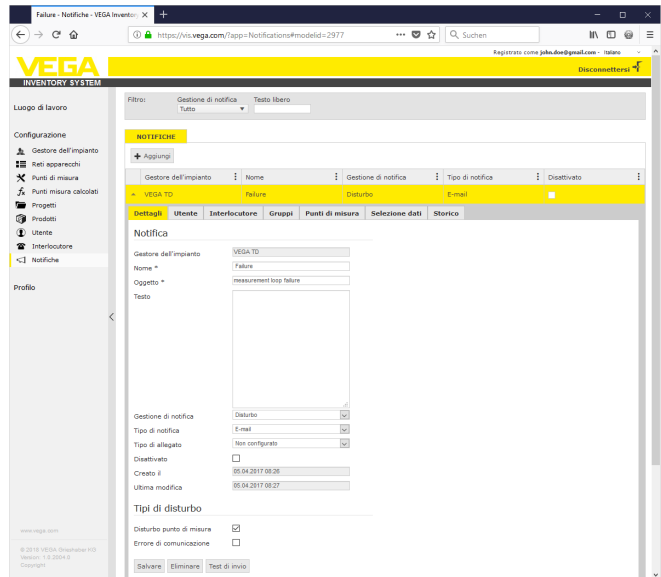 Failure - Notifiche - VEGA Inventory
https://vis.vega.com/?app=Notifications#modelid=2977
Suchen
Registrato come john.doe@gmail.com - Italiano
Disconnettersi
VEGA
INVENTORY SYSTEM
Luogo di lavoro
Configurazione
Gestore dell'impianto
Reti apparecchi
Punti di misura
Punti misura calcolati
Progetti
Prodotti
Utente
Interlocutore
Notifiche
Profilo
www.vega.com
Copyright
Filtro: Gestione di notifica Testo libero
Tutto
NOTIFICHE
Aggiungi
Gestore dell'impianto Nome Gestione di notifica Tipo di notifica Disattivato
VEGA TD Failure Disturbo E-mail
Dettagli Utente Interlocutore Gruppi Punti di misura Selezione dati Storico
Notifica
Gestore dell'impianto VEGA TD
Nome * Failure
Oggetto * measurement loop failure
Testo
Gestione di notifica Disturbo
Tipo di notifica E-mail
Tipo di allegato Non configurato
Disattivato
Creato il 05.04.2017 08:26
Ultima modifica 05.04.2017 08:27
Tipi di disturbo
Disturbo punto di misura
Errore di comunicazione
Salvare Eliminare Test di invio